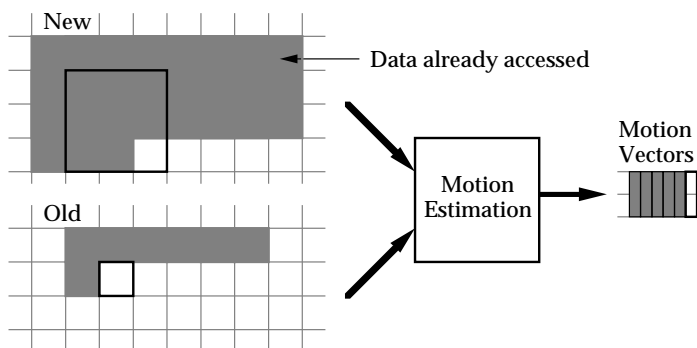 New
Data already accessed
Motion
Vectors
Motion
Estimation
Old